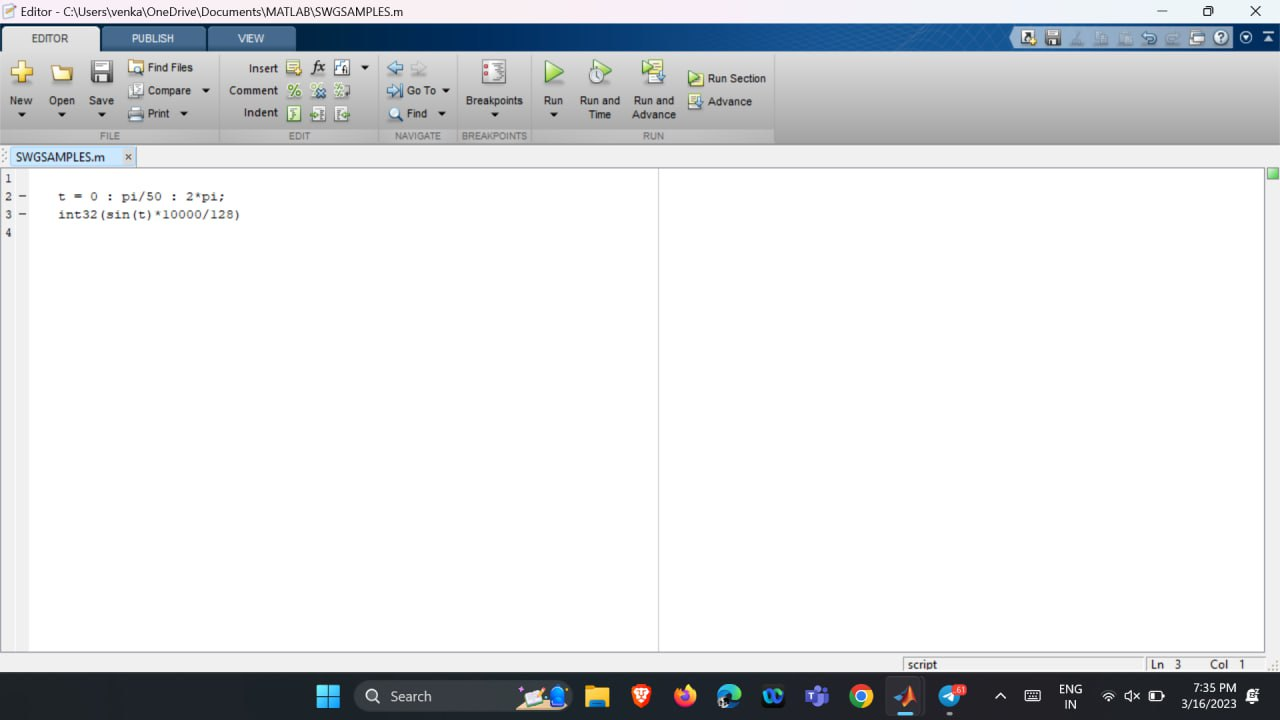 Editor - C:\Users\venka\OneDrive\Documents\MATLAB\SWGSAMPLES.m
EDITOR PUBLISH VIEW
New Open Save
Find Files
Compare
Print
FILE
Insert fx
Comment
Indent
EDIT
Go To
Find
NAVIGATE
Breakpoints
BREAKPOINTS
Run
Run and Time
Run and Advance
Run Section
Advance
RUN
SWGSAMPLES.m ×
1
2 – t = 0 : pi/50 : 2*pi;
3 – int32(sin(t)*10000/128)
4
script Ln 3 Col 1
Search
61
ENG IN
7:35 PM
3/16/2023